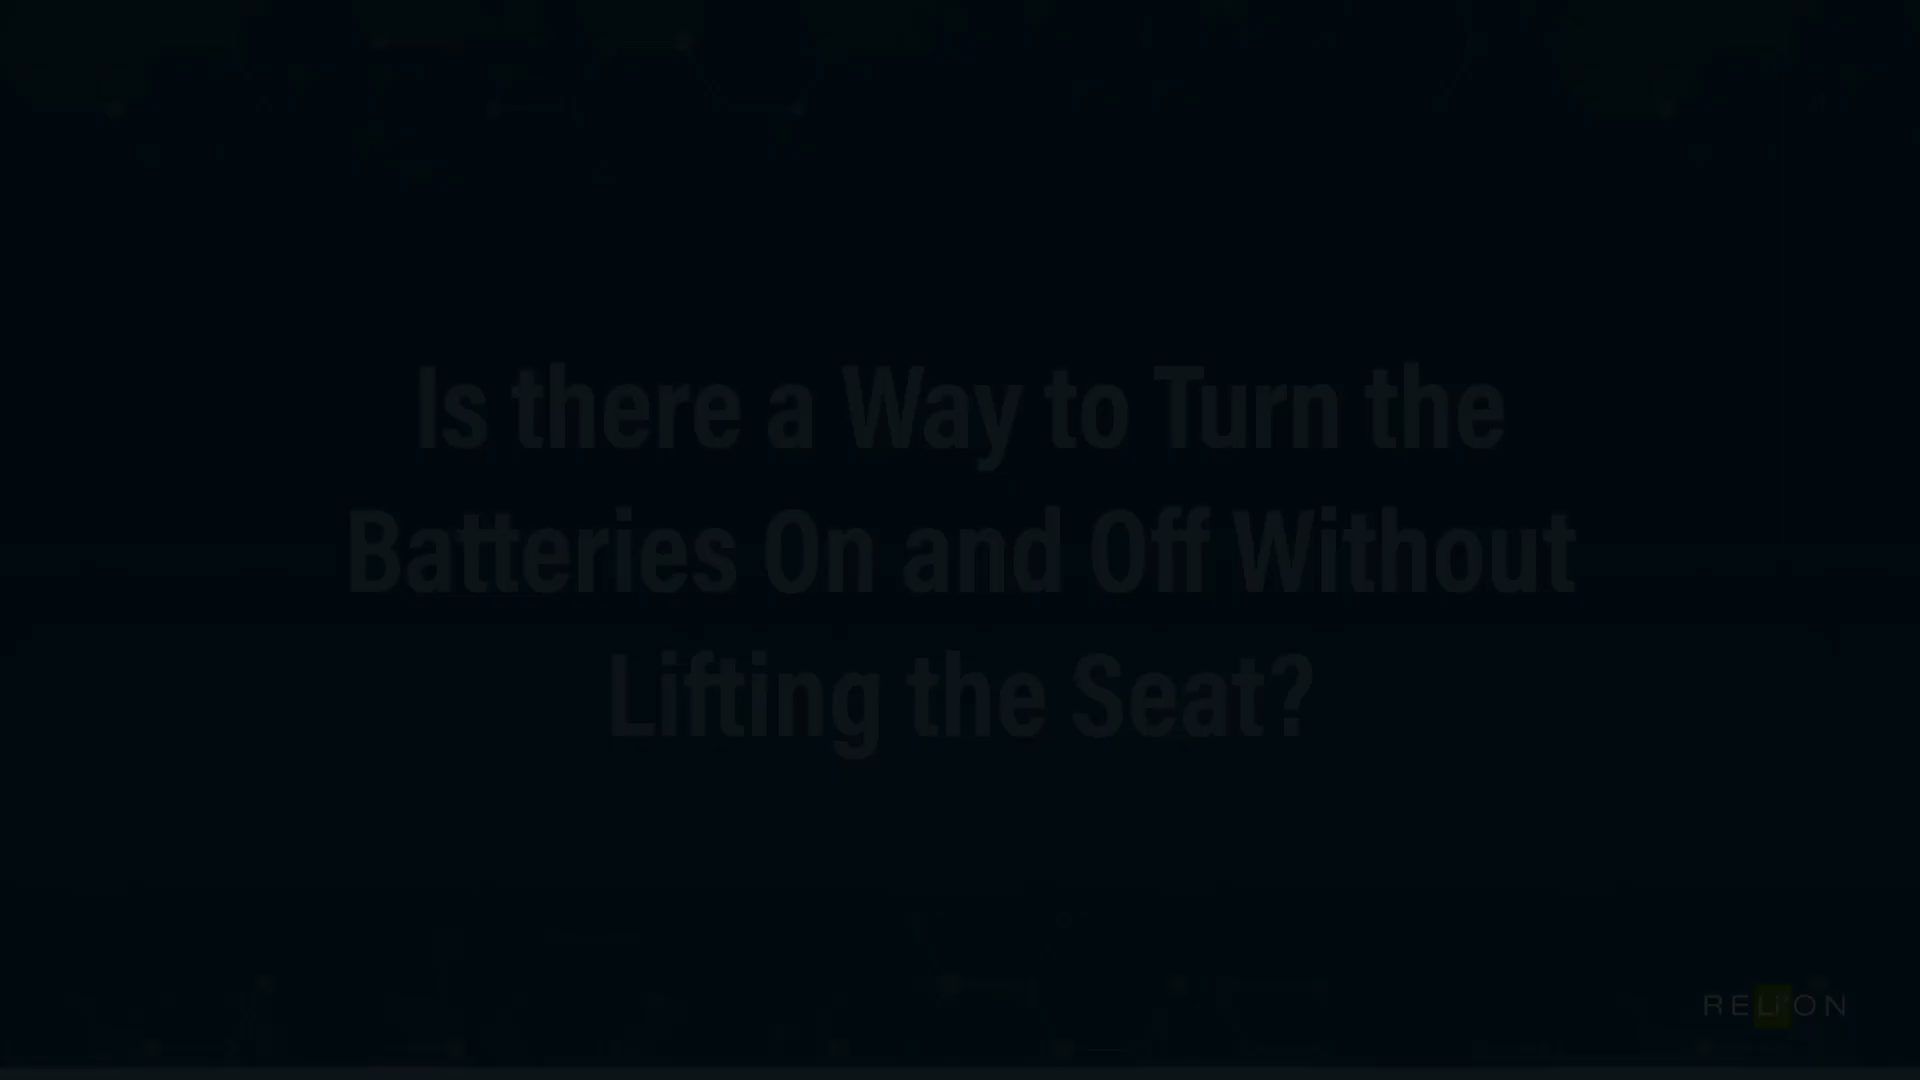 Is there a Way to Turn the
Batteries On and Off Without
Lifting the Seat?
RELiON